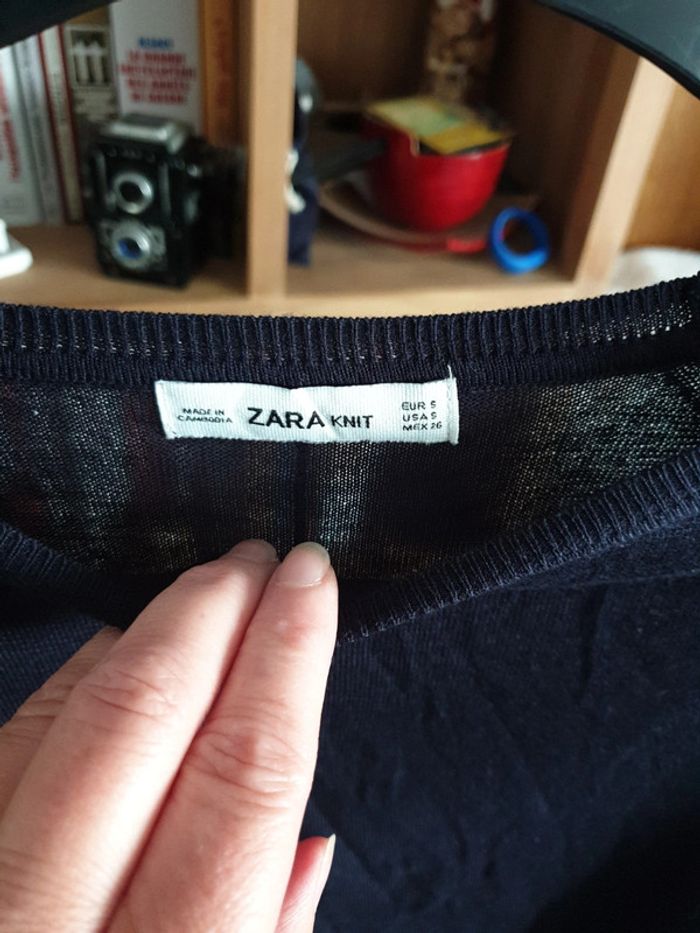 MADE IN
CAMBODIA
ZARA KNIT
EUR S
USA S
MEX 26